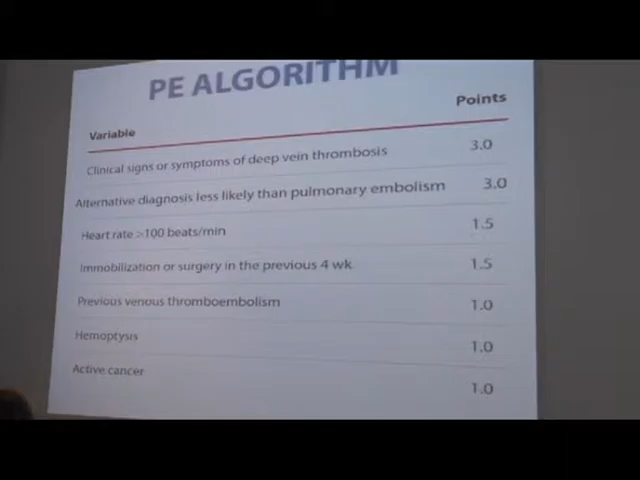 PE ALGORITHM
Variable Points
Clinical signs or symptoms of deep vein thrombosis 3.0
Alternative diagnosis less likely than pulmonary embolism 3.0
Heart rate >100 beats/min 1.5
Immobilization or surgery in the previous 4 wk 1.5
Previous venous thromboembolism 1.0
Hemoptysis 1.0
Active cancer 1.0